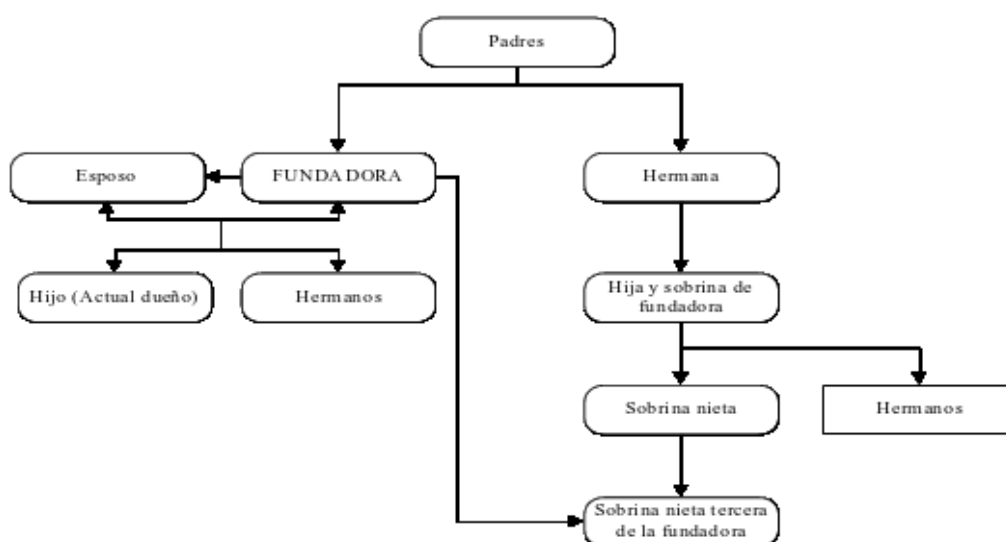 Padres
Esposo
FUNDADORA
Hermana
Hijo (Actual dueño)
Hermanos
Hija y sobrina de
fundadora
Sobrina nieta
Hermanos
Sobrina nieta tercera
de la fundadora